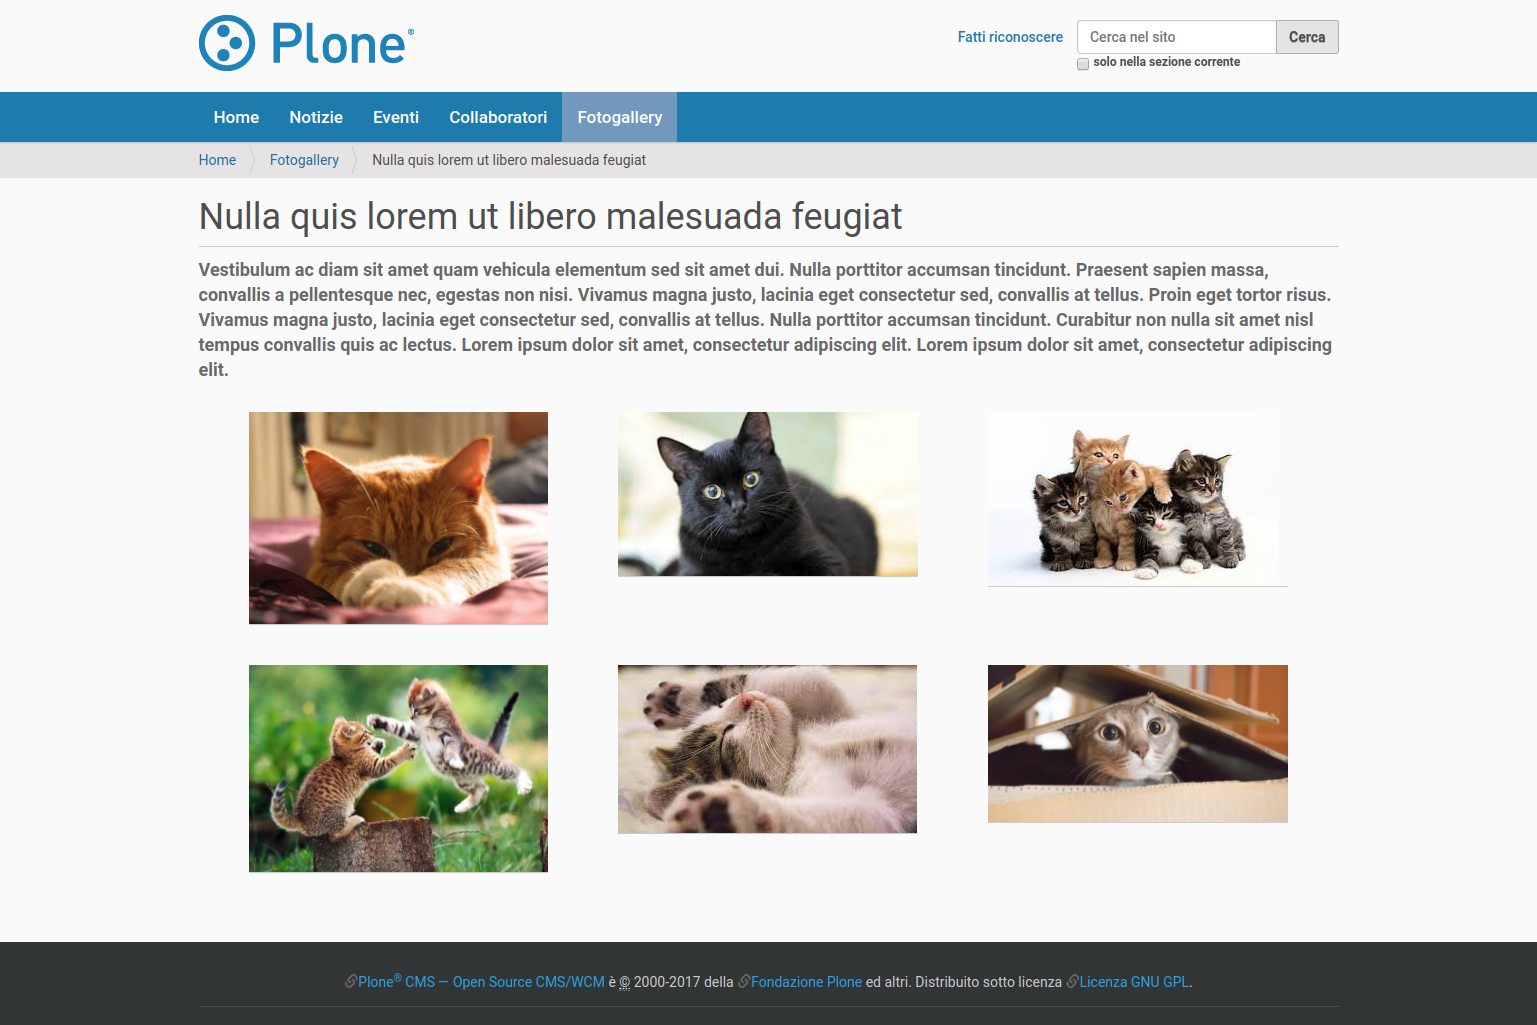 Plone®
Fatti riconoscere
Cerca nel sito
Cerca
solo nella sezione corrente
Home Notizie Eventi Collaboratori Fotogallery
Home Fotogallery Nulla quis lorem ut libero malesuada feugiat
Nulla quis lorem ut libero malesuada feugiat
Vestibulum ac diam sit amet quam vehicula elementum sed sit amet dui. Nulla porttitor accumsan tincidunt. Praesent sapien massa,
convallis a pellentesque nec, egestas non nisi. Vivamus magna justo, lacinia eget consectetur sed, convallis at tellus. Proin eget tortor risus.
Vivamus magna justo, lacinia eget consectetur sed, convallis at tellus. Nulla porttitor accumsan tincidunt. Curabitur non nulla sit amet nisl
tempus convallis quis ac lectus. Lorem ipsum dolor sit amet, consectetur adipiscing elit. Lorem ipsum dolor sit amet, consectetur adipiscing
elit.
Plone® CMS — Open Source CMS/WCM è © 2000-2017 della Fondazione Plone ed altri. Distribuito sotto licenza Licenza GNU GPL.